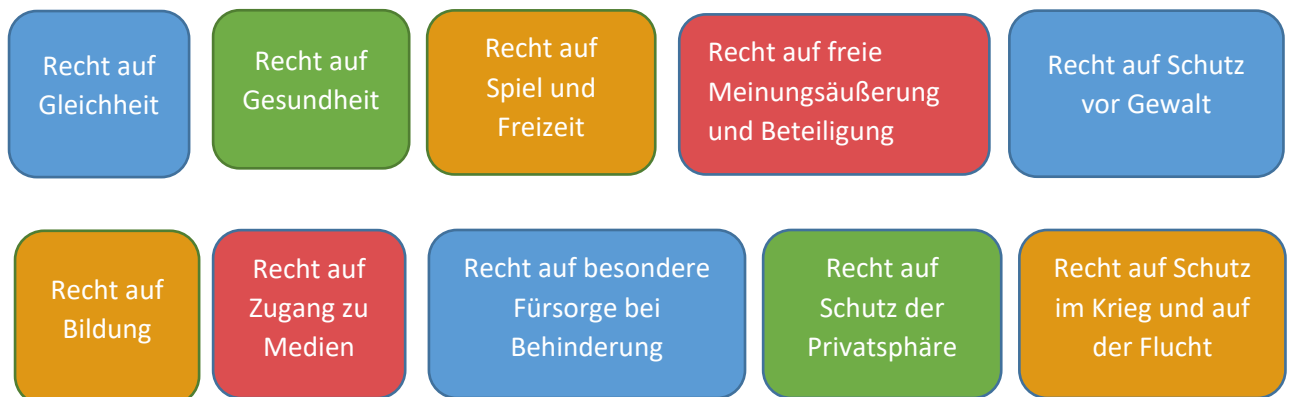 Recht auf
Gleichheit
Recht auf
Gesundheit
Recht auf
Spiel und
Freizeit
Recht auf freie
Meinungsäußerung
und Beteiligung
Recht auf Schutz
vor Gewalt
Recht auf
Bildung
Recht auf
Zugang zu
Medien
Recht auf besondere
Fürsorge bei
Behinderung
Recht auf
Schutz der
Privatsphäre
Recht auf Schutz
im Krieg und auf
der Flucht